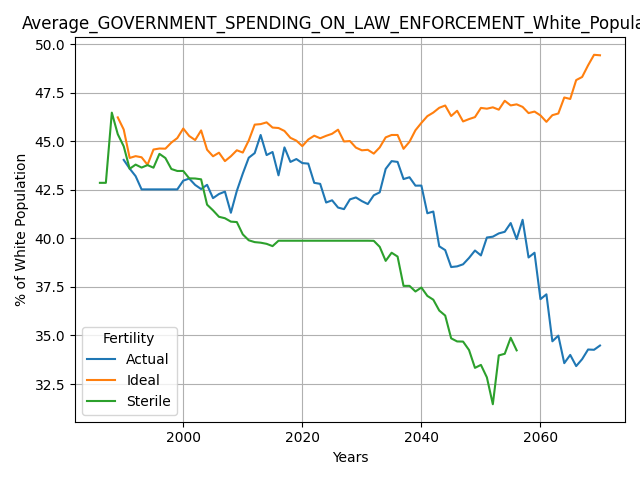 Average_GOVERNMENT_SPENDING_ON_LAW_ENFORCEMENT_White_Popula
50.0
47.5
45.0
42.5
40.0
37.5
35.0
32.5
% of White Population
Fertility
Actual
Ideal
Sterile
2000 2020 2040 2060
Years